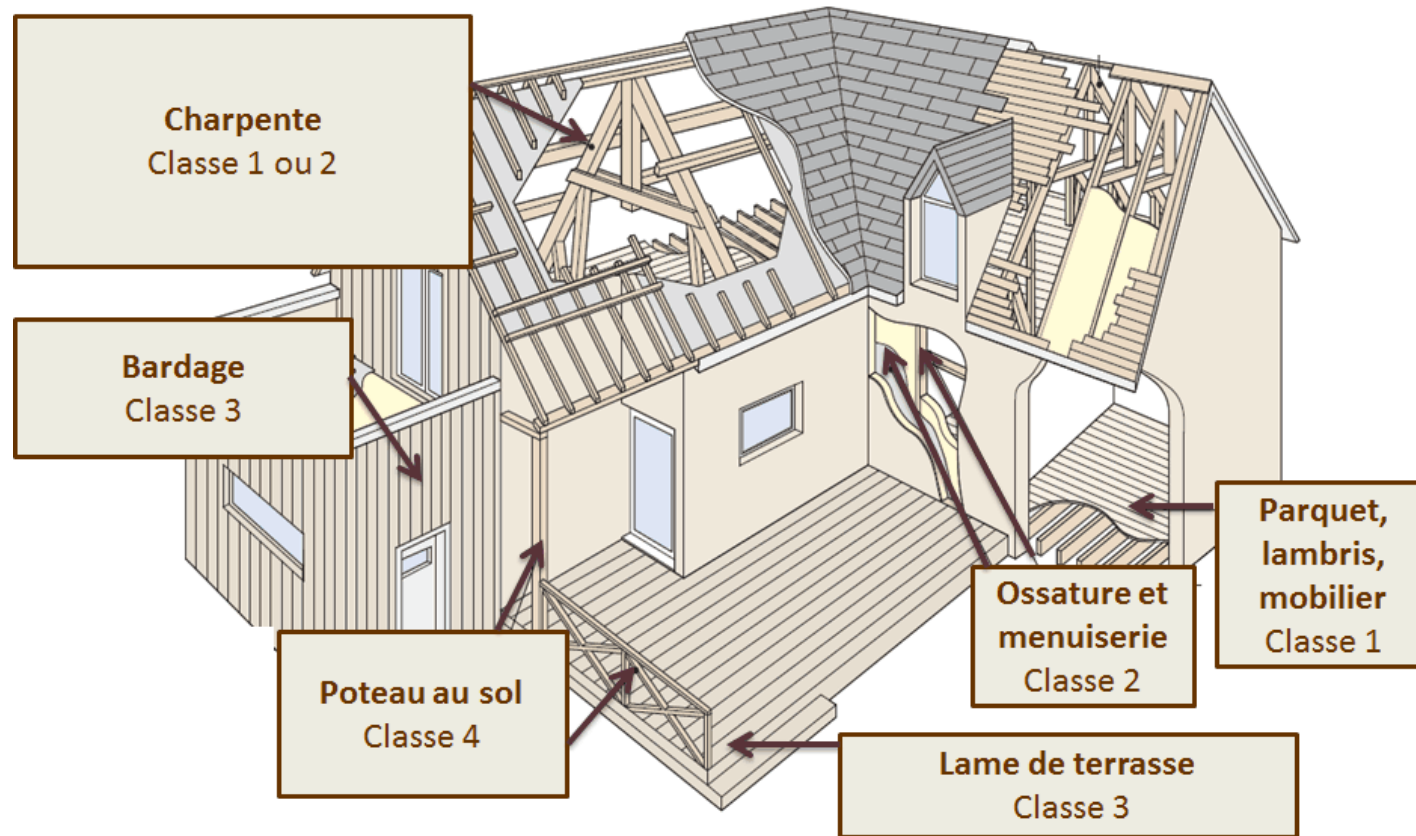 Charpente
Classe 1 ou 2
Bardage
Classe 3
Poteau au sol
Classe 4
Ossature et
menuiserie
Classe 2
Parquet,
lambris,
mobilier
Classe 1
Lame de terrasse
Classe 3